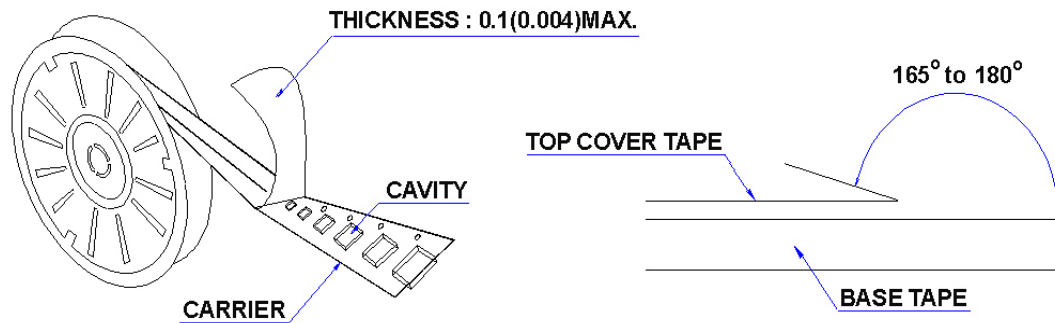 THICKNESS : 0.1(0.004)MAX.
165° to 180°
TOP COVER TAPE
CAVITY
CARRIER
BASE TAPE